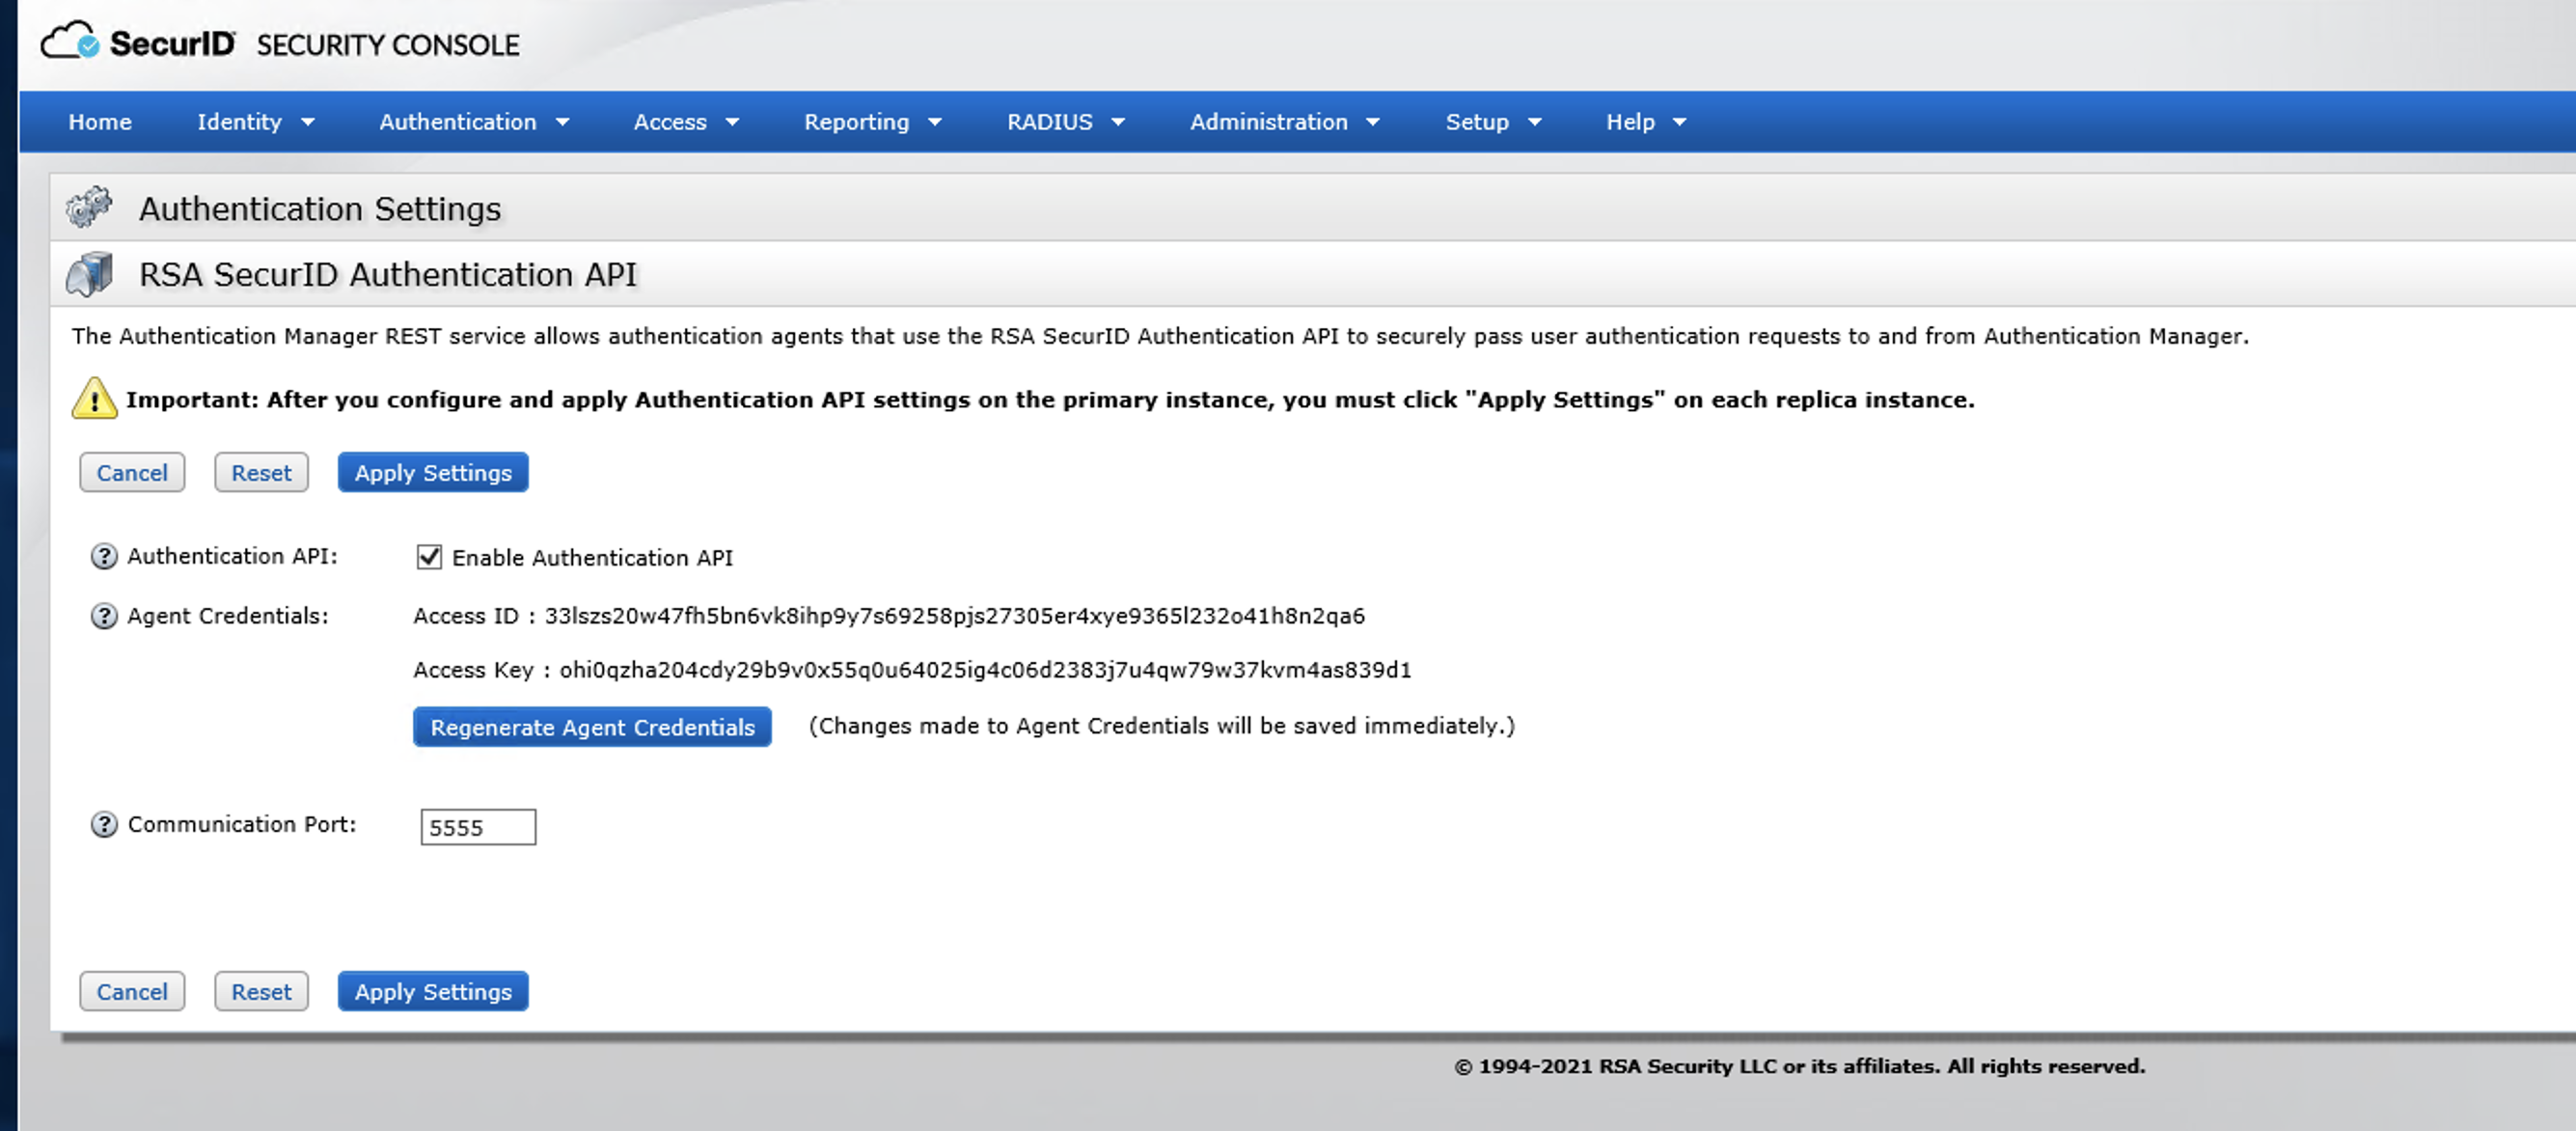 SecurID SECURITY CONSOLE
Home Identity Authentication Access Reporting RADIUS Administration Setup Help
Authentication Settings
RSA SecurID Authentication API
The Authentication Manager REST service allows authentication agents that use the RSA SecurID Authentication API to securely pass user authentication requests to and from Authentication Manager.
Important: After you configure and apply Authentication API settings on the primary instance, you must click "Apply Settings" on each replica instance.
Cancel Reset Apply Settings
Authentication API: Enable Authentication API
Agent Credentials: Access ID : 33lszs20w47fh5bn6vk8ihp9y7s69258pjs27305er4xye9365l232o41h8n2qa6
Access Key : ohi0qzha204cdy29b9v0x55q0u64025ig4c06d2383j7u4qw79w37kvm4as839d1
Regenerate Agent Credentials (Changes made to Agent Credentials will be saved immediately.)
Communication Port: 5555
Cancel Reset Apply Settings
© 1994-2021 RSA Security LLC or its affiliates. All rights reserved.